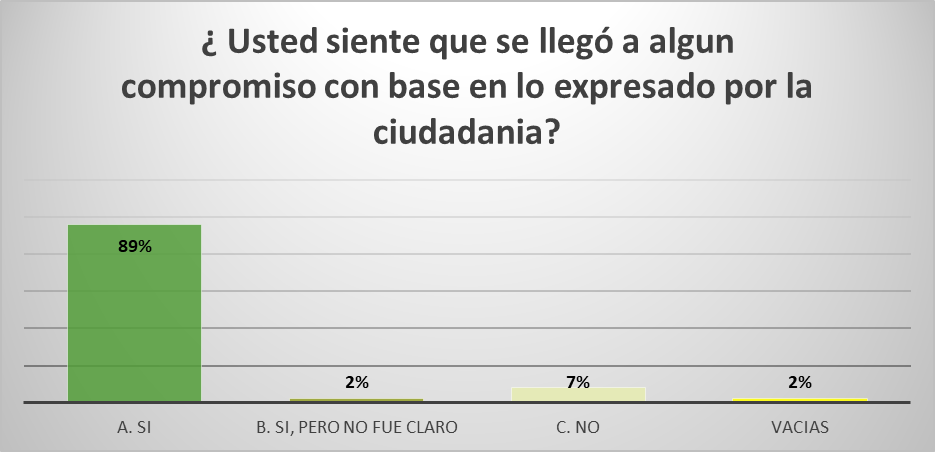 ¿ Usted siente que se llegó a algun
compromiso con base en lo expresado por la
ciudadania?
89%
2%
7%
2%
A. SI
B. SI, PERO NO FUE CLARO
C. NO
VACIAS